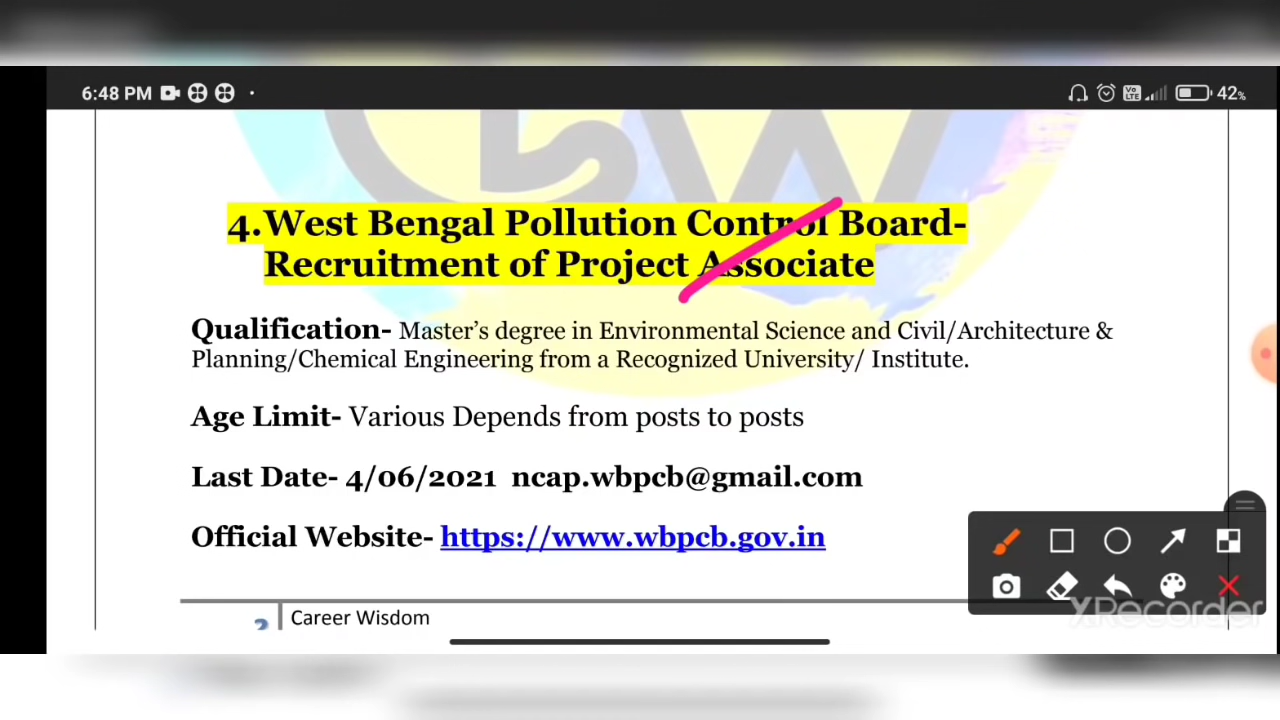 6:48 PM
Vo LTE
42%
4.West Bengal Pollution Control Board-
Recruitment of Project Associate
Qualification- Master's degree in Environmental Science and Civil/Architecture &
Planning/Chemical Engineering from a Recognized University/ Institute.
Age Limit- Various Depends from posts to posts
Last Date- 4/06/2021 ncap.wbpcb@gmail.com
Official Website- https://www.wbpcb.gov.in
Career Wisdom
XRecorder